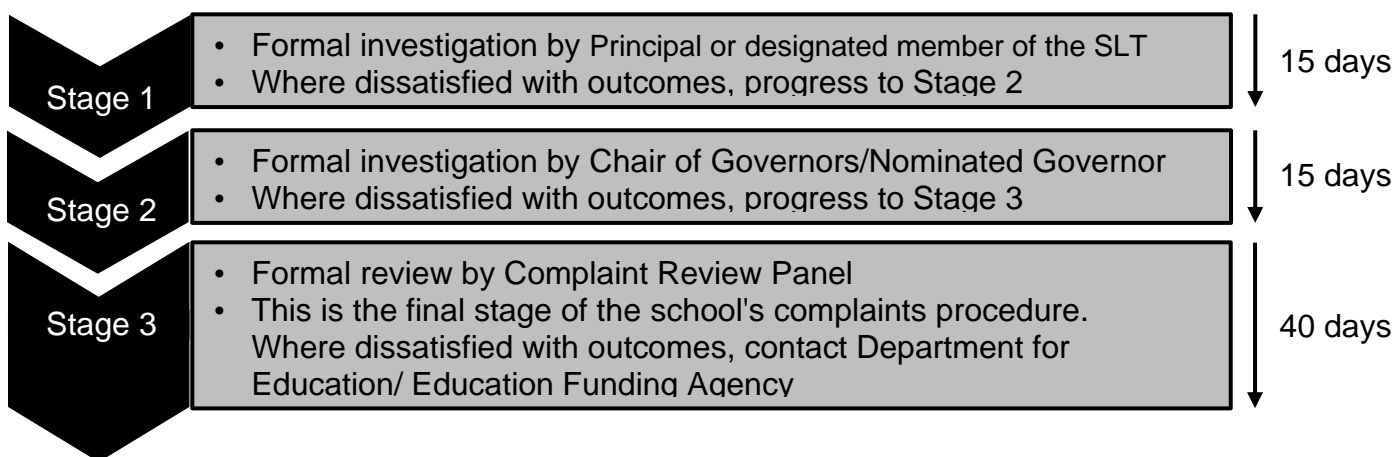 Stage 1
• Formal investigation by Principal or designated member of the SLT
• Where dissatisfied with outcomes, progress to Stage 2
15 days
Stage 2
• Formal investigation by Chair of Governors/Nominated Governor
• Where dissatisfied with outcomes, progress to Stage 3
15 days
Stage 3
• Formal review by Complaint Review Panel
• This is the final stage of the school's complaints procedure.
Where dissatisfied with outcomes, contact Department for
Education/ Education Funding Agency
40 days